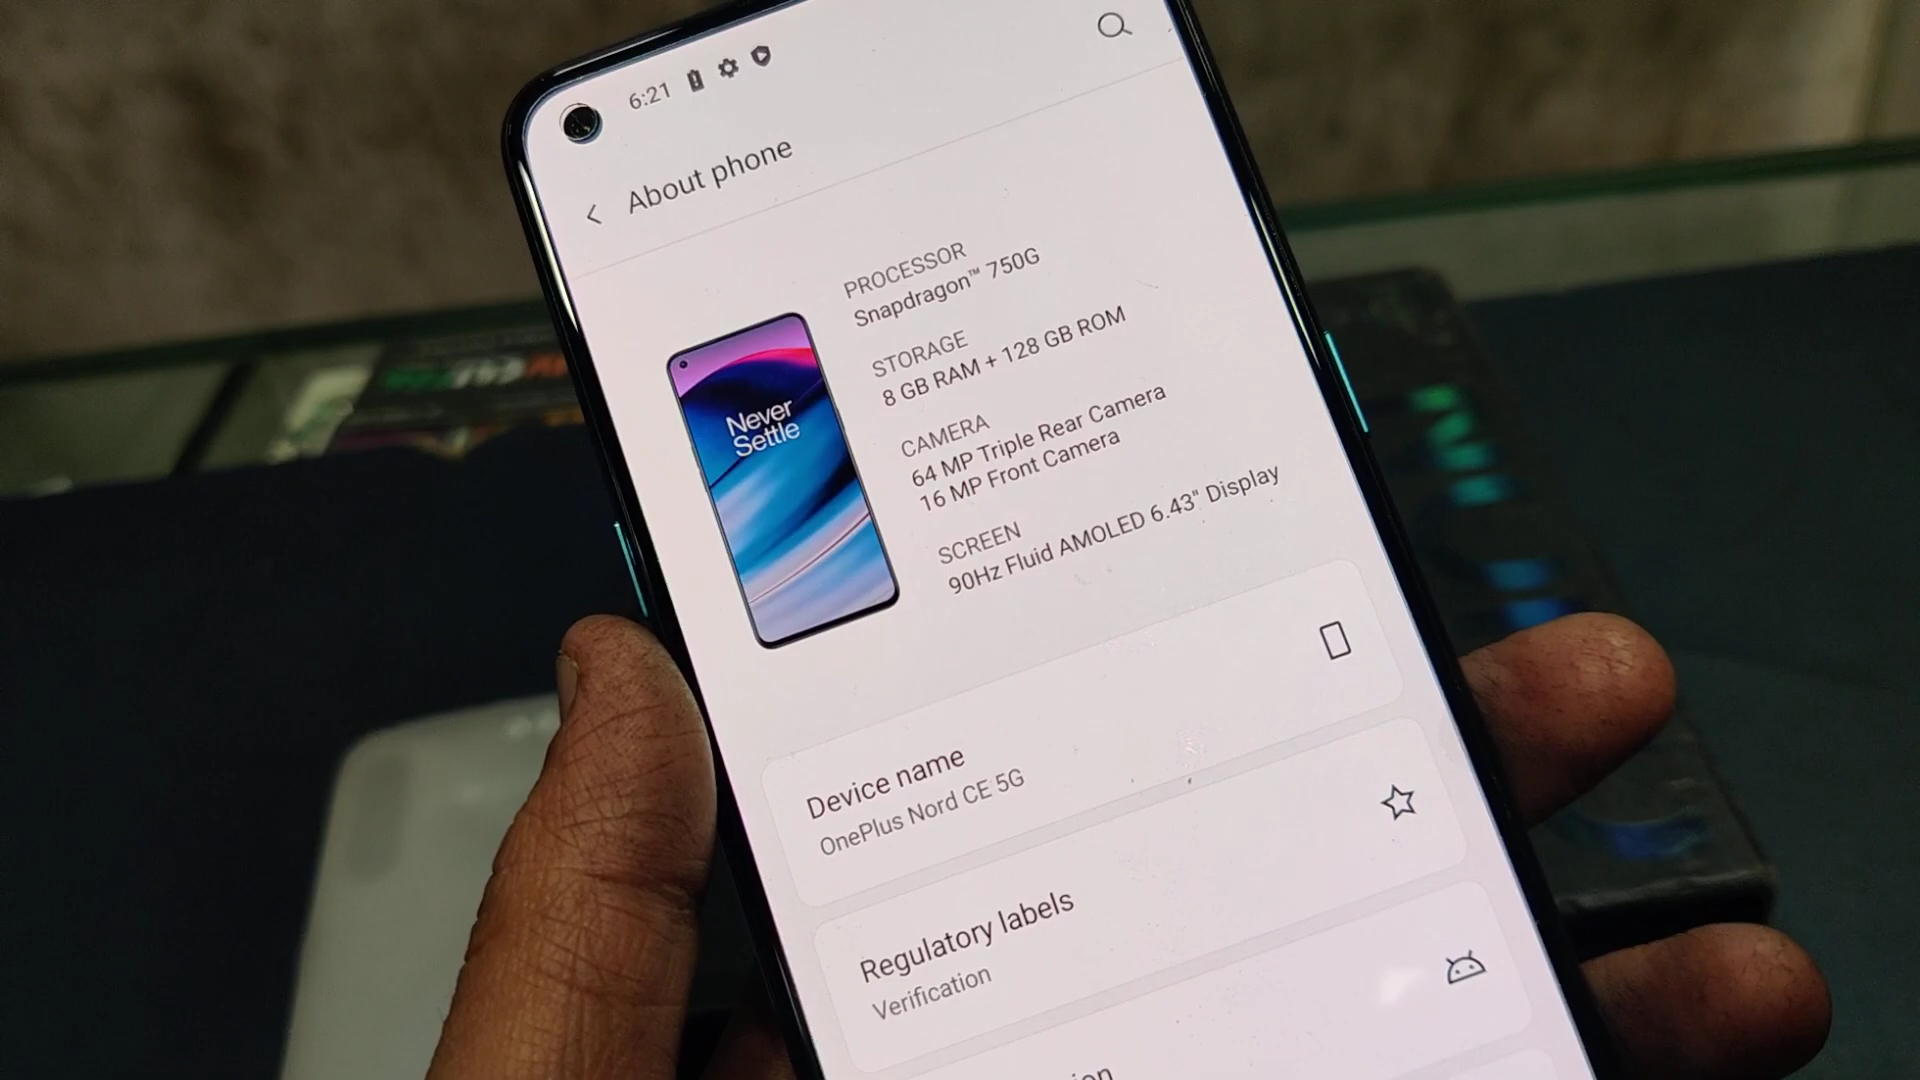 6:21
About phone
PROCESSOR
Snapdragon™ 750G
STORAGE
8 GB RAM + 128 GB ROM
CAMERA
64 MP Triple Rear Camera
16 MP Front Camera
SCREEN
90Hz Fluid AMOLED 6.43" Display
Never
Settle
Device name
OnePlus Nord CE 5G
Regulatory labels
Verification